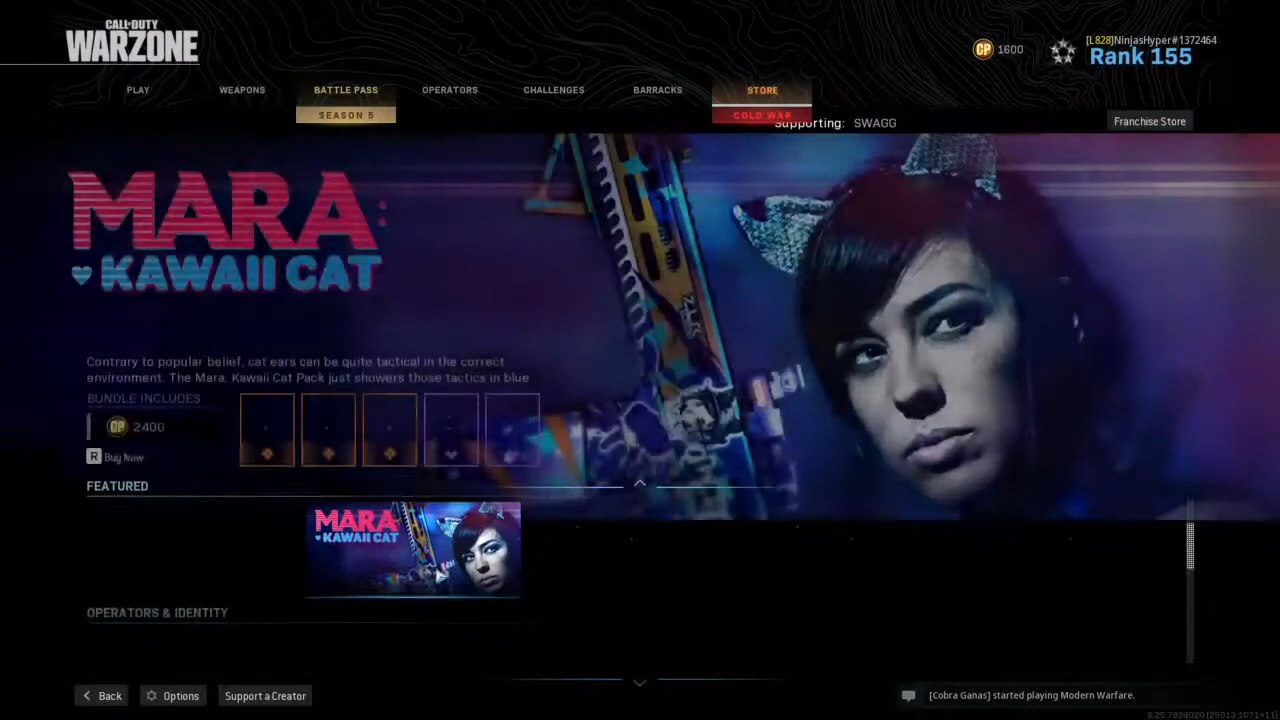 CALL·DUTY
WARZONE
CP 1600
[L828]NinjasHyper#1372464
Rank 155
PLAY
WEAPONS
BATTLE PASS
OPERATORS
CHALLENGES
BARRACKS
STORE
SEASON 5
COLD WAR
Supporting: SWAGG
Franchise Store
MARA:
KAWAII CAT
Contrary to popular belief, cat ears can be quite tactical in the correct
environment. The Mara: Kawaii Cat Pack just showers those tactics in blue
BUNDLE INCLUDES
CP 2400
R Buy Now
FEATURED
MARA
KAWAII CAT
OPERATORS & IDENTITY
Back
Options
Support a Creator
[Cobra Ganas] started playing Modern Warfare.